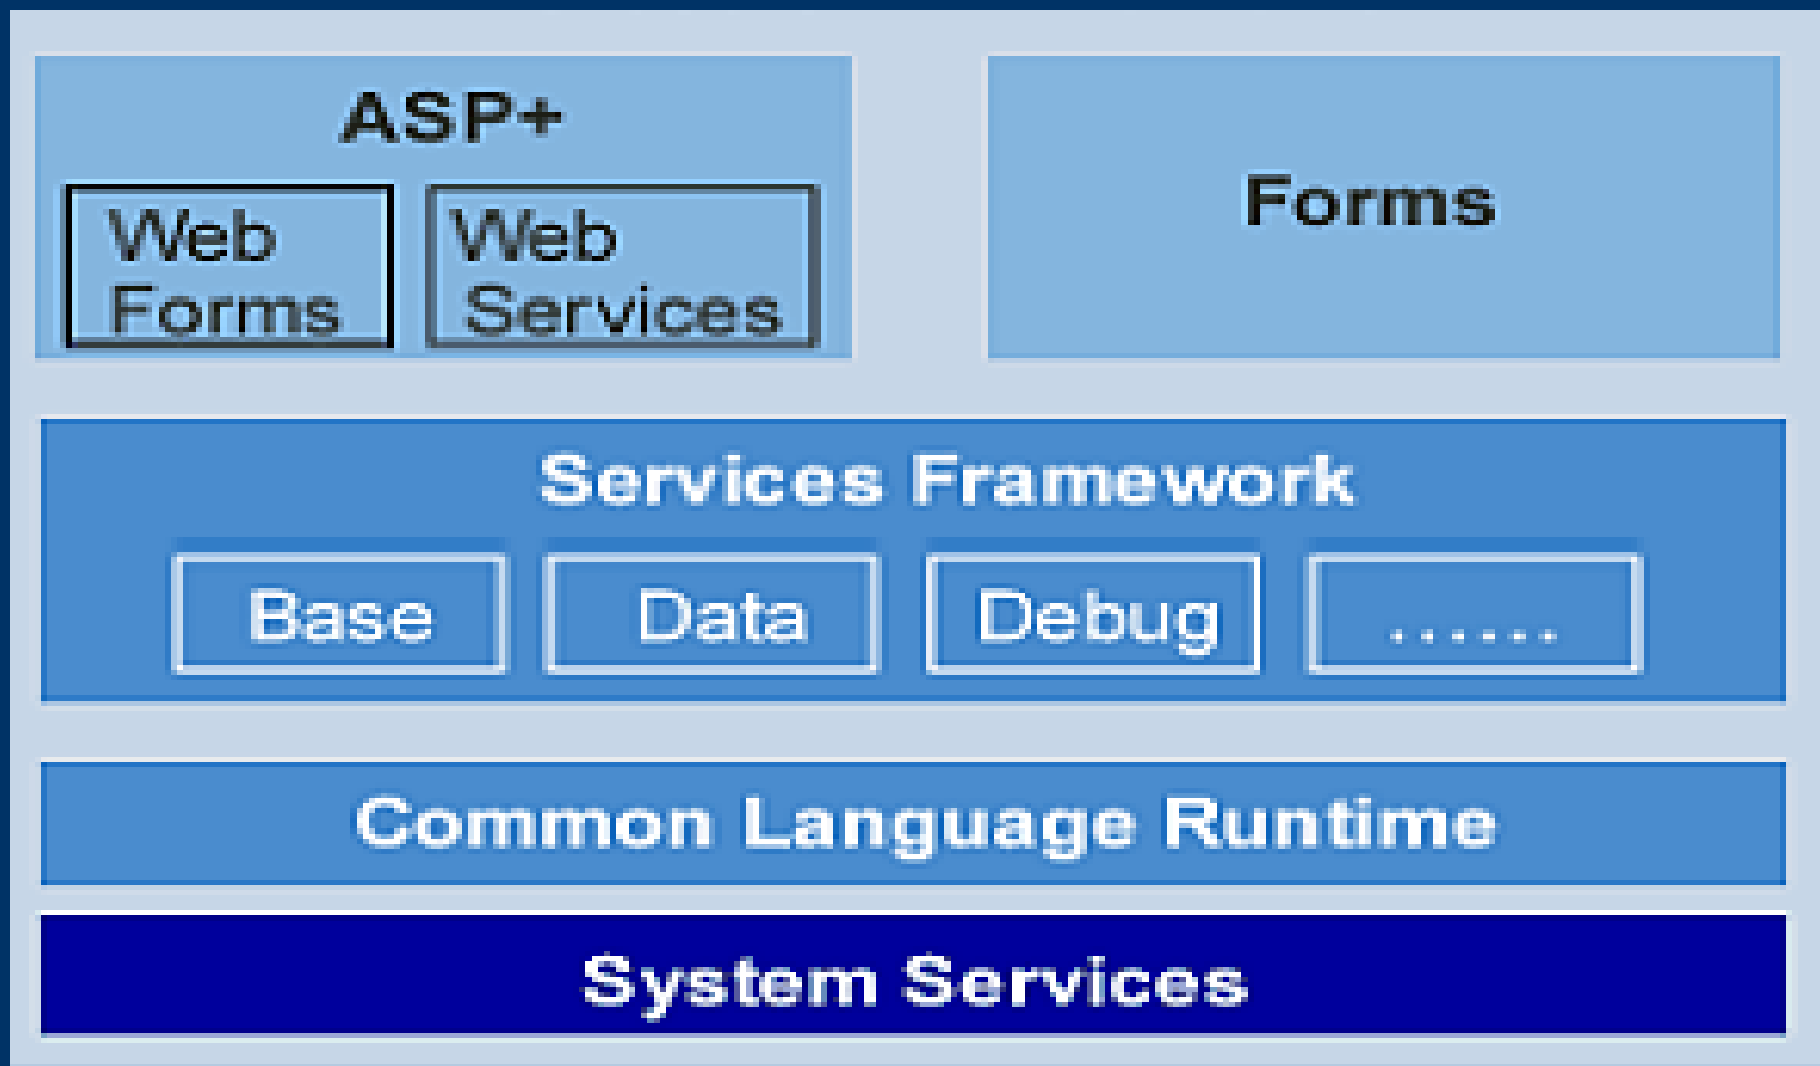 ASP+
Web
Forms
Web
Services
Forms
Services Framework
Base
Data
Debug
......
Common Language Runtime
System Services